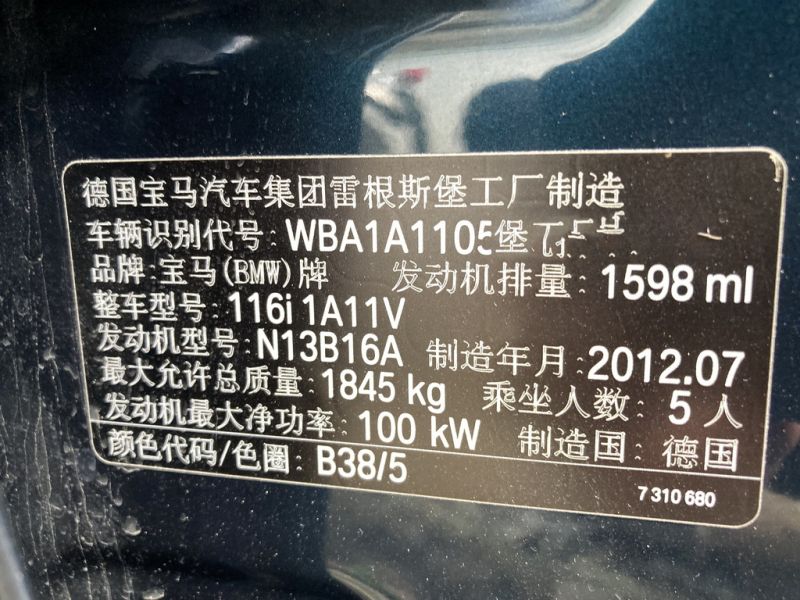 德国宝马汽车集团雷根斯堡工厂制造
车辆识别代号: WBA1A1105
品牌: 宝马(BMW)牌 发动机排量: 1598 ml
整车型号: 116i 1A11V
发动机型号: N13B16A 制造年月: 2012.07
最大允许总质量: 1845 kg 乘坐人数: 5 人
发动机最大净功率: 100 kW 制造国: 德国
颜色代码/色圈: B38/5
7 310 680